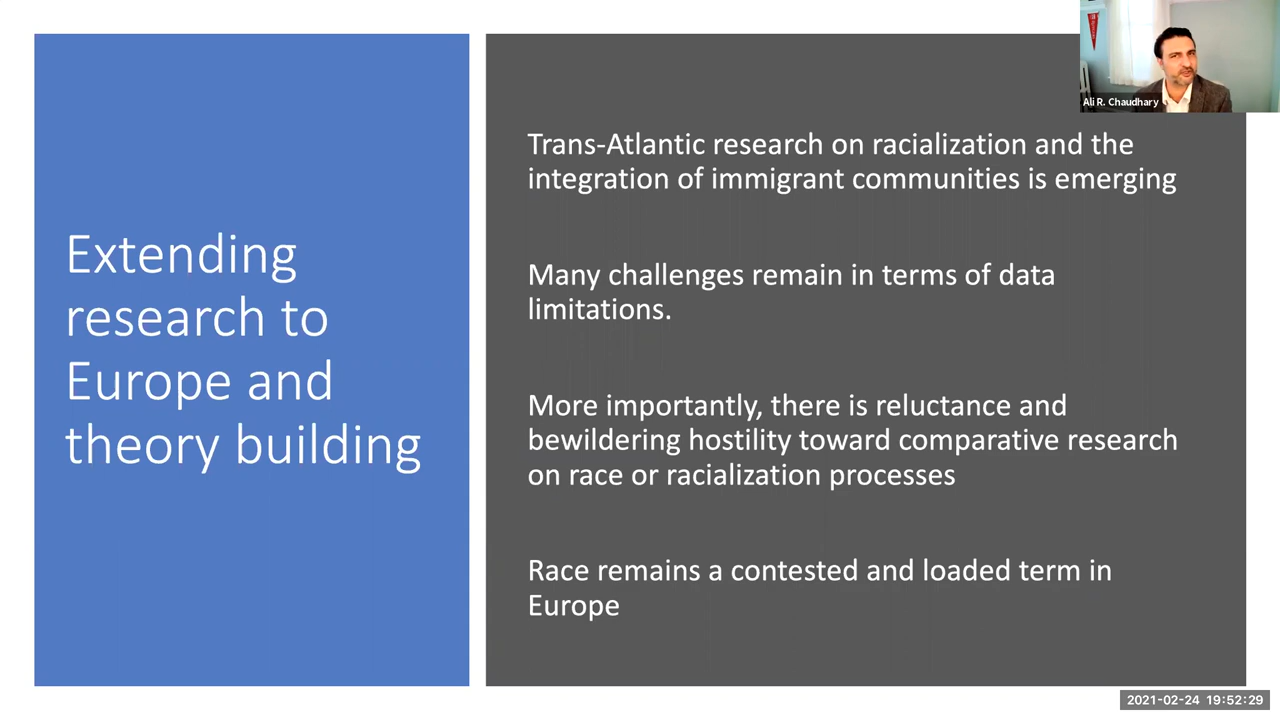 Ali R. Chaudhary
Extending
research to
Europe and
theory building
Trans-Atlantic research on racialization and the
integration of immigrant communities is emerging
Many challenges remain in terms of data
limitations.
More importantly, there is reluctance and
bewildering hostility toward comparative research
on race or racialization processes
Race remains a contested and loaded term in
Europe
2021-02-24 19:52:29